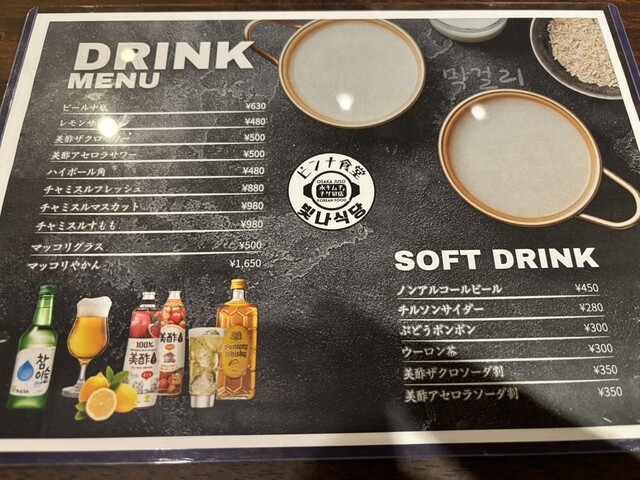 DRINK
MENU
ビール中瓶 ¥630
レモンサワー ¥480
美酢ザクロサワー ¥500
美酢アセロラサワー ¥500
ハイボール角 ¥480
チャミスルフレッシュ ¥880
チャミスルマスカット ¥980
チャミスルすもも ¥980
マッコリグラス ¥500
マッコリやかん ¥1,650
막걸리
ビンナ食堂
OSAKA JUSO
KOREAN FOOD
빛나식당
SOFT DRINK
ノンアルコールビール ¥450
チルソンサイダー ¥280
ぶどうボンボン ¥300
ウーロン茶 ¥300
美酢ザクロソーダ割 ¥350
美酢アセロラソーダ割 ¥350
참이슬
100%
美酢
美酢
Suntory
Whisky